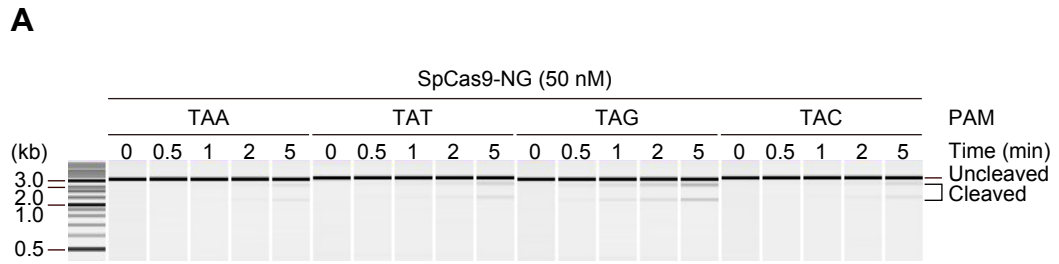 A
SpCas9-NG (50 nM)
TAA TAT TAG TAC PAM
(kb) 0 0.5 1 2 5 0 0.5 1 2 5 0 0.5 1 2 5 0 0.5 1 2 5 Time (min)
3.0 Uncleaved
2.0 Cleaved
1.0
0.5